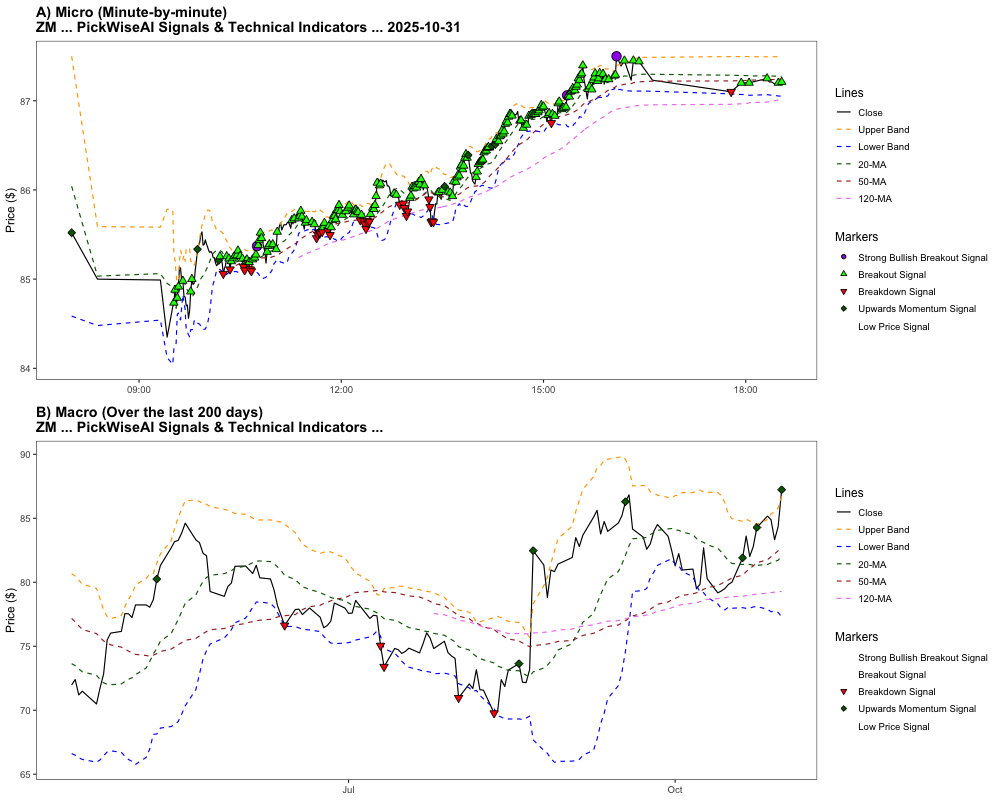 A) Micro (Minute-by-minute)
ZM ... PickWiseAI Signals & Technical Indicators ... 2025-10-31
Price ($)
87
86
85
84
09:00
12:00
15:00
18:00
Lines
Close
Upper Band
Lower Band
20-MA
50-MA
120-MA
Markers
Strong Bullish Breakout Signal
Breakout Signal
Breakdown Signal
Upwards Momentum Signal
Low Price Signal
B) Macro (Over the last 200 days)
ZM ... PickWiseAI Signals & Technical Indicators ...
Price ($)
90
85
80
75
70
65
Jul
Oct
Lines
Close
Upper Band
Lower Band
20-MA
50-MA
120-MA
Markers
Strong Bullish Breakout Signal
Breakout Signal
Breakdown Signal
Upwards Momentum Signal
Low Price Signal